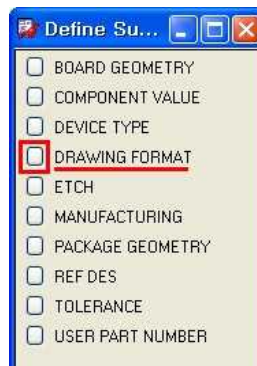 Define Su...
BOARD GEOMETRY
COMPONENT VALUE
DEVICE TYPE
DRAWING FORMAT
ETCH
MANUFACTURING
PACKAGE GEOMETRY
REF DES
TOLERANCE
USER PART NUMBER